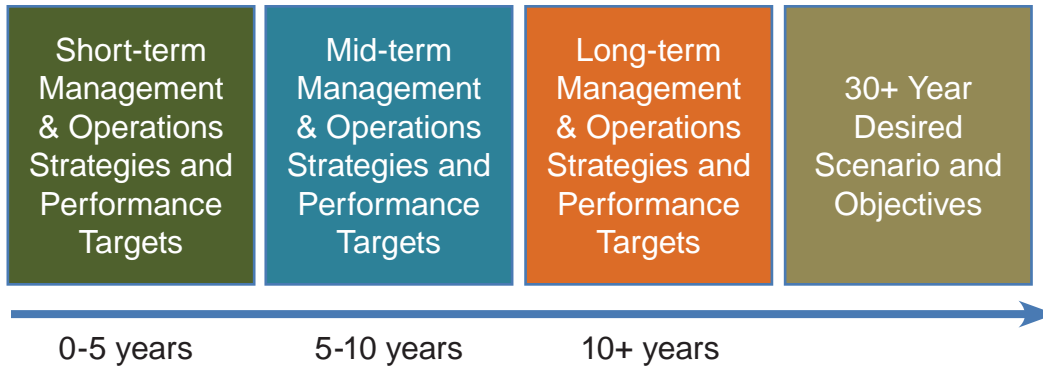 Short-term
Management
& Operations
Strategies and
Performance
Targets
Mid-term
Management
& Operations
Strategies and
Performance
Targets
Long-term
Management
& Operations
Strategies and
Performance
Targets
30+ Year
Desired
Scenario and
Objectives
0-5 years
5-10 years
10+ years